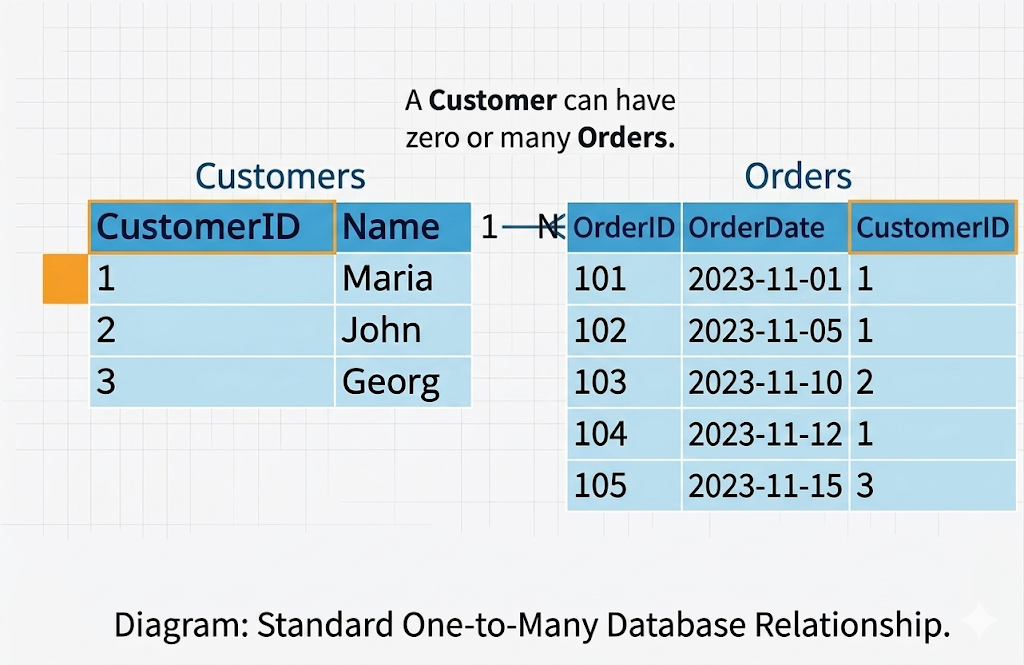 A Customer can have
zero or many Orders.
Customers
Orders
CustomerID Name 1 N OrderID OrderDate CustomerID
1 Maria 101 2023-11-01 1
2 John 102 2023-11-05 1
3 Georg 103 2023-11-10 2
104 2023-11-12 1
105 2023-11-15 3
Diagram: Standard One-to-Many Database Relationship.